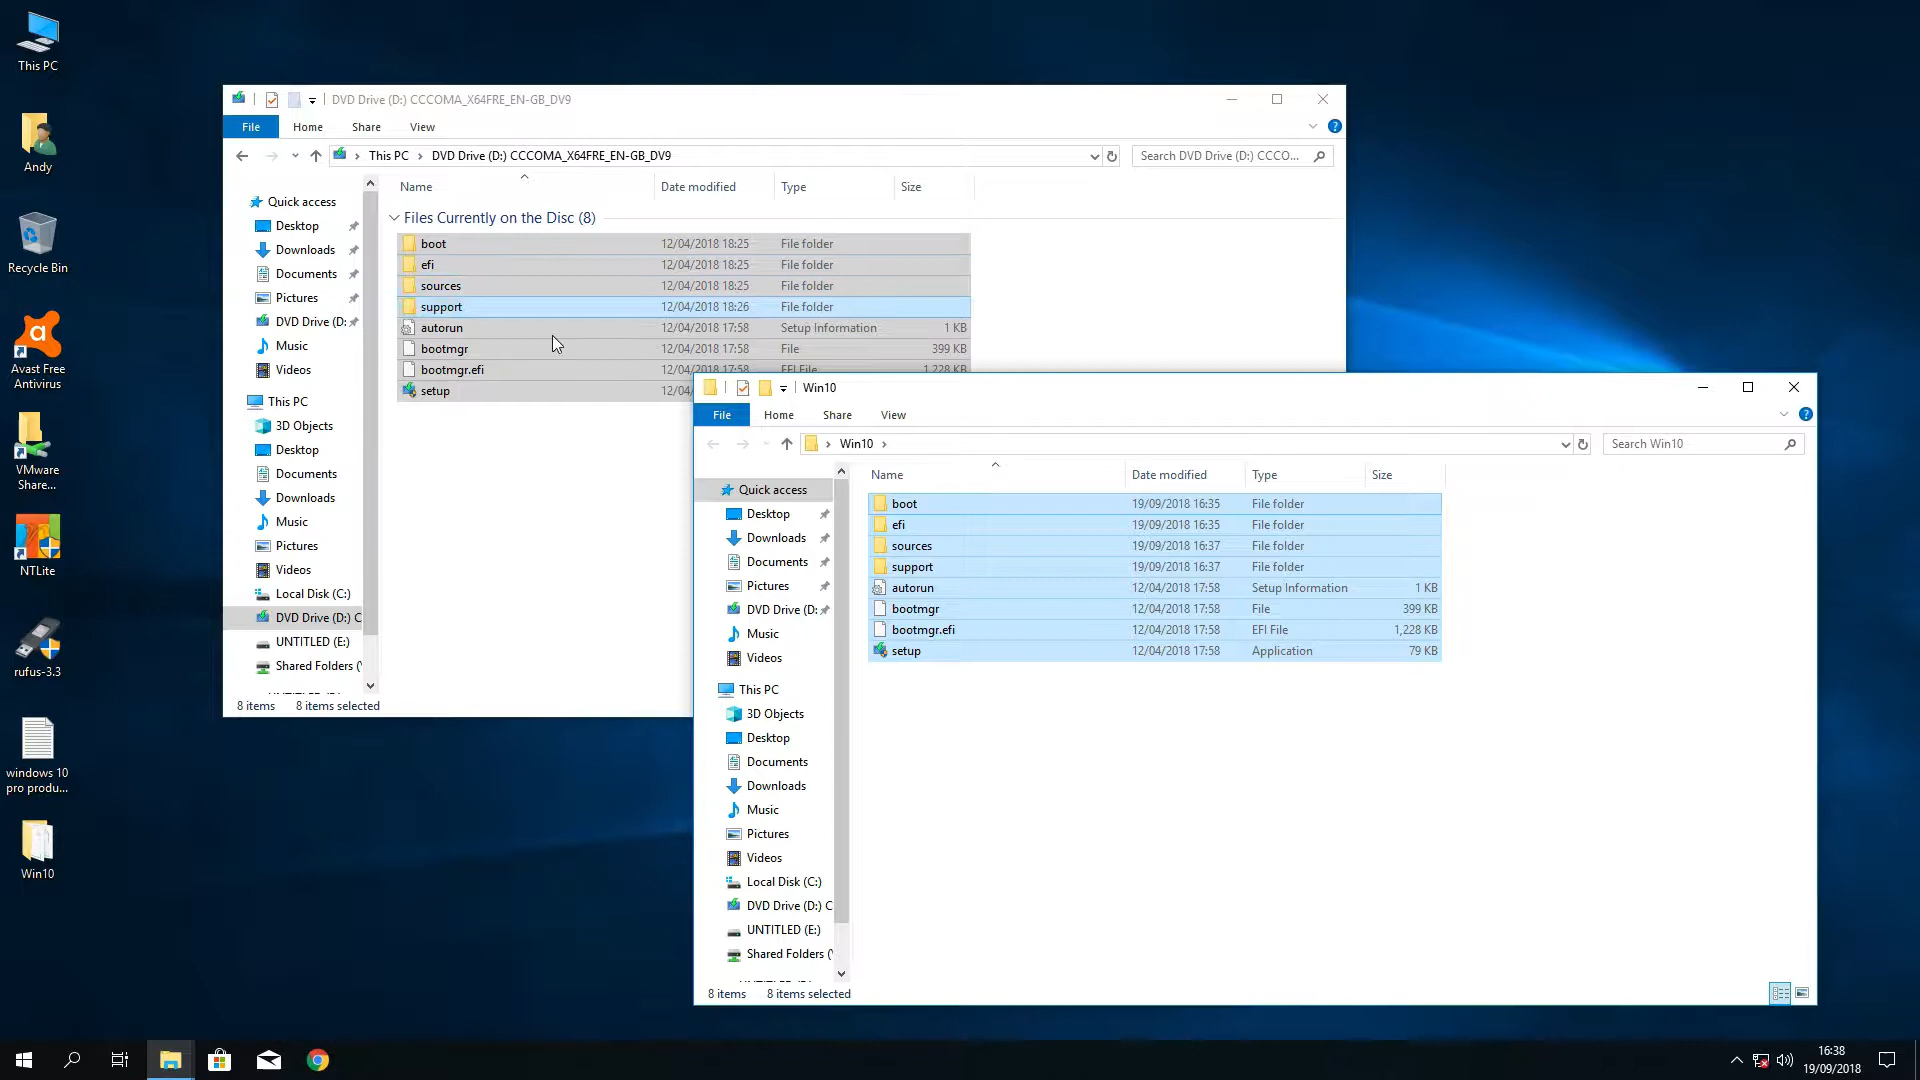 This PC
Andy
Recycle Bin
Avast Free
Antivirus
VMware
Share...
NTLite
rufus-3.3
windows 10
pro produ...
Win10
DVD Drive (D:) CCCOMA_X64FRE_EN-GB_DV9
File Home Share View
This PC › DVD Drive (D:) CCCOMA_X64FRE_EN-GB_DV9
Search DVD Drive (D:) CCCO...
Quick access
Desktop
Downloads
Documents
Pictures
DVD Drive (D:
Music
Videos
This PC
3D Objects
Desktop
Documents
Downloads
Music
Pictures
Videos
Local Disk (C:)
DVD Drive (D:) C
UNTITLED (E:)
Shared Folders (
Name Date modified Type Size
Files Currently on the Disc (8)
boot 12/04/2018 18:25 File folder
efi 12/04/2018 18:25 File folder
sources 12/04/2018 18:25 File folder
support 12/04/2018 18:26 File folder
autorun 12/04/2018 17:58 Setup Information 1 KB
bootmgr 12/04/2018 17:58 File 399 KB
bootmgr.efi 12/04/2018 17:58 EFI File 1,228 KB
setup 12/04/
8 items 8 items selected
Win10
File Home Share View
Win10 ›
Search Win10
Quick access
Desktop
Downloads
Documents
Pictures
DVD Drive (D:
Music
Videos
This PC
3D Objects
Desktop
Documents
Downloads
Music
Pictures
Videos
Local Disk (C:)
DVD Drive (D:) C
UNTITLED (E:)
Shared Folders (
Name Date modified Type Size
boot 19/09/2018 16:35 File folder
efi 19/09/2018 16:35 File folder
sources 19/09/2018 16:37 File folder
support 19/09/2018 16:37 File folder
autorun 12/04/2018 17:58 Setup Information 1 KB
bootmgr 12/04/2018 17:58 File 399 KB
bootmgr.efi 12/04/2018 17:58 EFI File 1,228 KB
setup 12/04/2018 17:58 Application 79 KB
8 items 8 items selected
16:38
19/09/2018